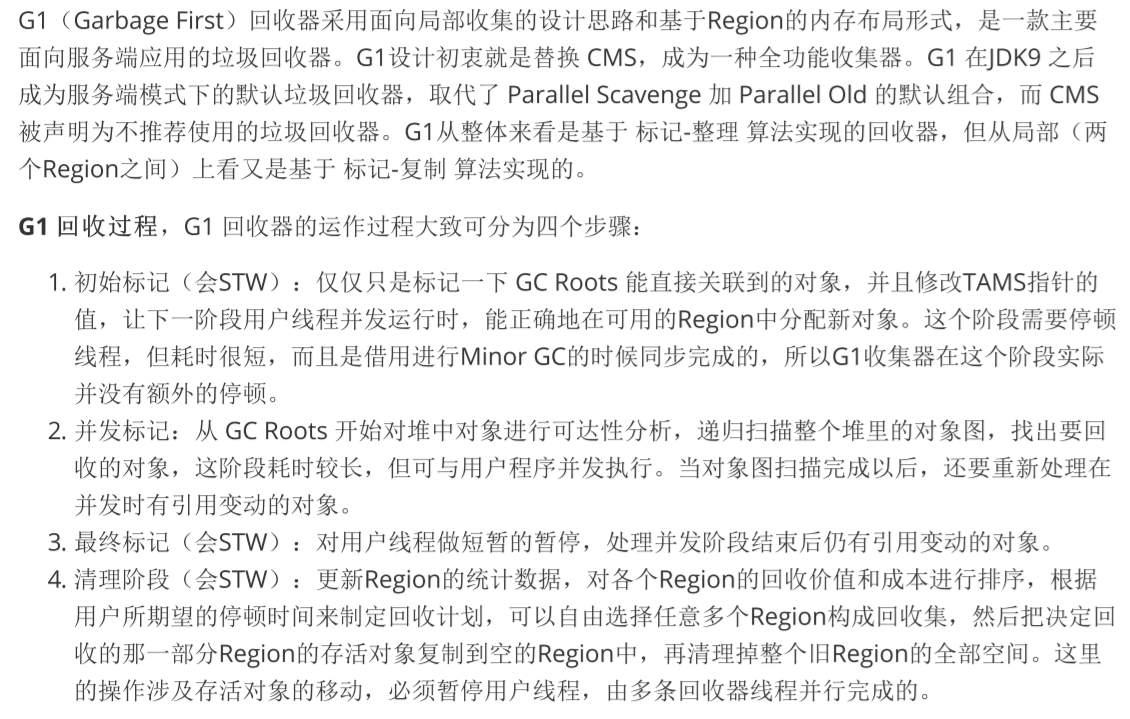 G1（Garbage First）回收器采用面向局部收集的设计思路和基于Region的内存布局形式，是一款主要
面向服务端应用的垃圾回收器。G1设计初衷就是替换 CMS，成为一种全功能收集器。G1 在JDK9 之后
成为服务端模式下的默认垃圾回收器，取代了 Parallel Scavenge 加 Parallel Old 的默认组合，而 CMS
被声明为不推荐使用的垃圾回收器。G1从整体来看是基于 标记-整理 算法实现的回收器，但从局部（两
个Region之间）上看又是基于 标记-复制 算法实现的。
G1 回收过程，G1 回收器的运作过程大致可分为四个步骤：
1. 初始标记（会STW）：仅仅只是标记一下 GC Roots 能直接关联到的对象，并且修改TAMS指针的
值，让下一阶段用户线程并发运行时，能正确地在可用的Region中分配新对象。这个阶段需要停顿
线程，但耗时很短，而且是借用进行Minor GC的时候同步完成的，所以G1收集器在这个阶段实际
并没有额外的停顿。
2. 并发标记：从 GC Roots 开始对堆中对象进行可达性分析，递归扫描整个堆里的对象图，找出要回
收的对象，这阶段耗时较长，但可与用户程序并发执行。当对象图扫描完成以后，还要重新处理在
并发时有引用变动的对象。
3. 最终标记（会STW）：对用户线程做短暂的暂停，处理并发阶段结束后仍有引用变动的对象。
4. 清理阶段（会STW）：更新Region的统计数据，对各个Region的回收价值和成本进行排序，根据
用户所期望的停顿时间来制定回收计划，可以自由选择任意多个Region构成回收集，然后把决定回
收的那一部分Region的存活对象复制到空的Region中，再清理掉整个旧Region的全部空间。这里
的操作涉及存活对象的移动，必须暂停用户线程，由多条回收器线程并行完成的。